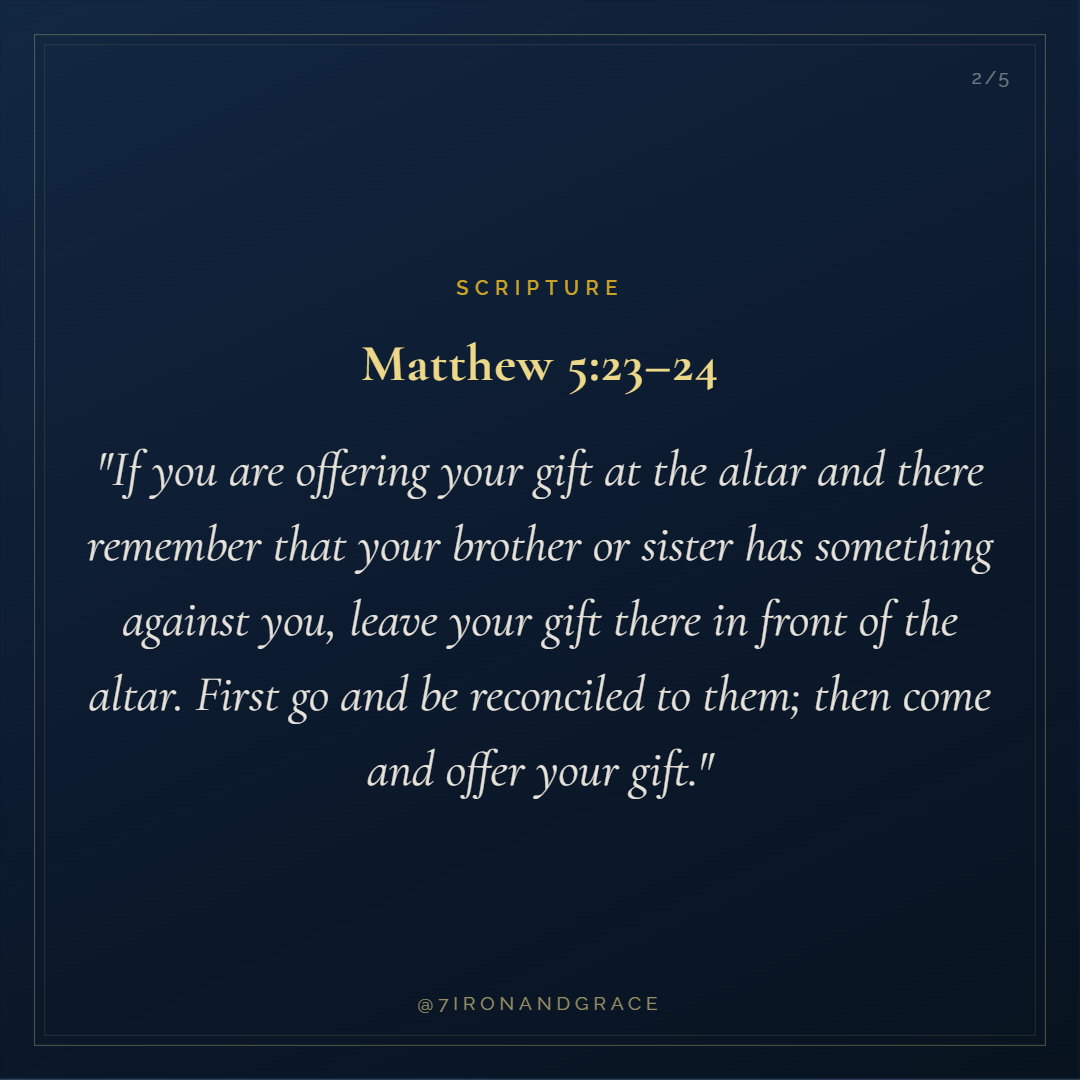 2/5
SCRIPTURE
Matthew 5:23–24
"If you are offering your gift at the altar and there
remember that your brother or sister has something
against you, leave your gift there in front of the
altar. First go and be reconciled to them; then come
and offer your gift."
@7IRONANDGRACE